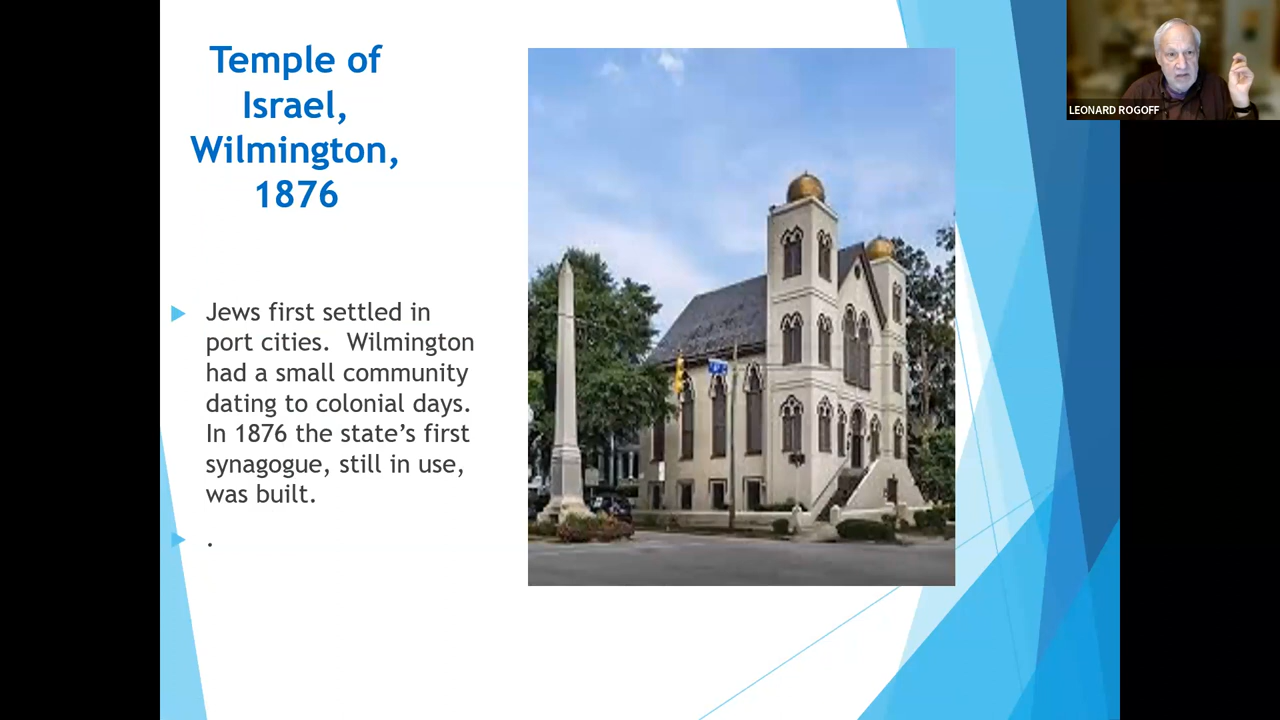 Temple of
Israel,
Wilmington,
1876
Jews first settled in
port cities.  Wilmington
had a small community
dating to colonial days.
In 1876 the state’s first
synagogue, still in use,
was built.
.
LEONARD ROGOFF